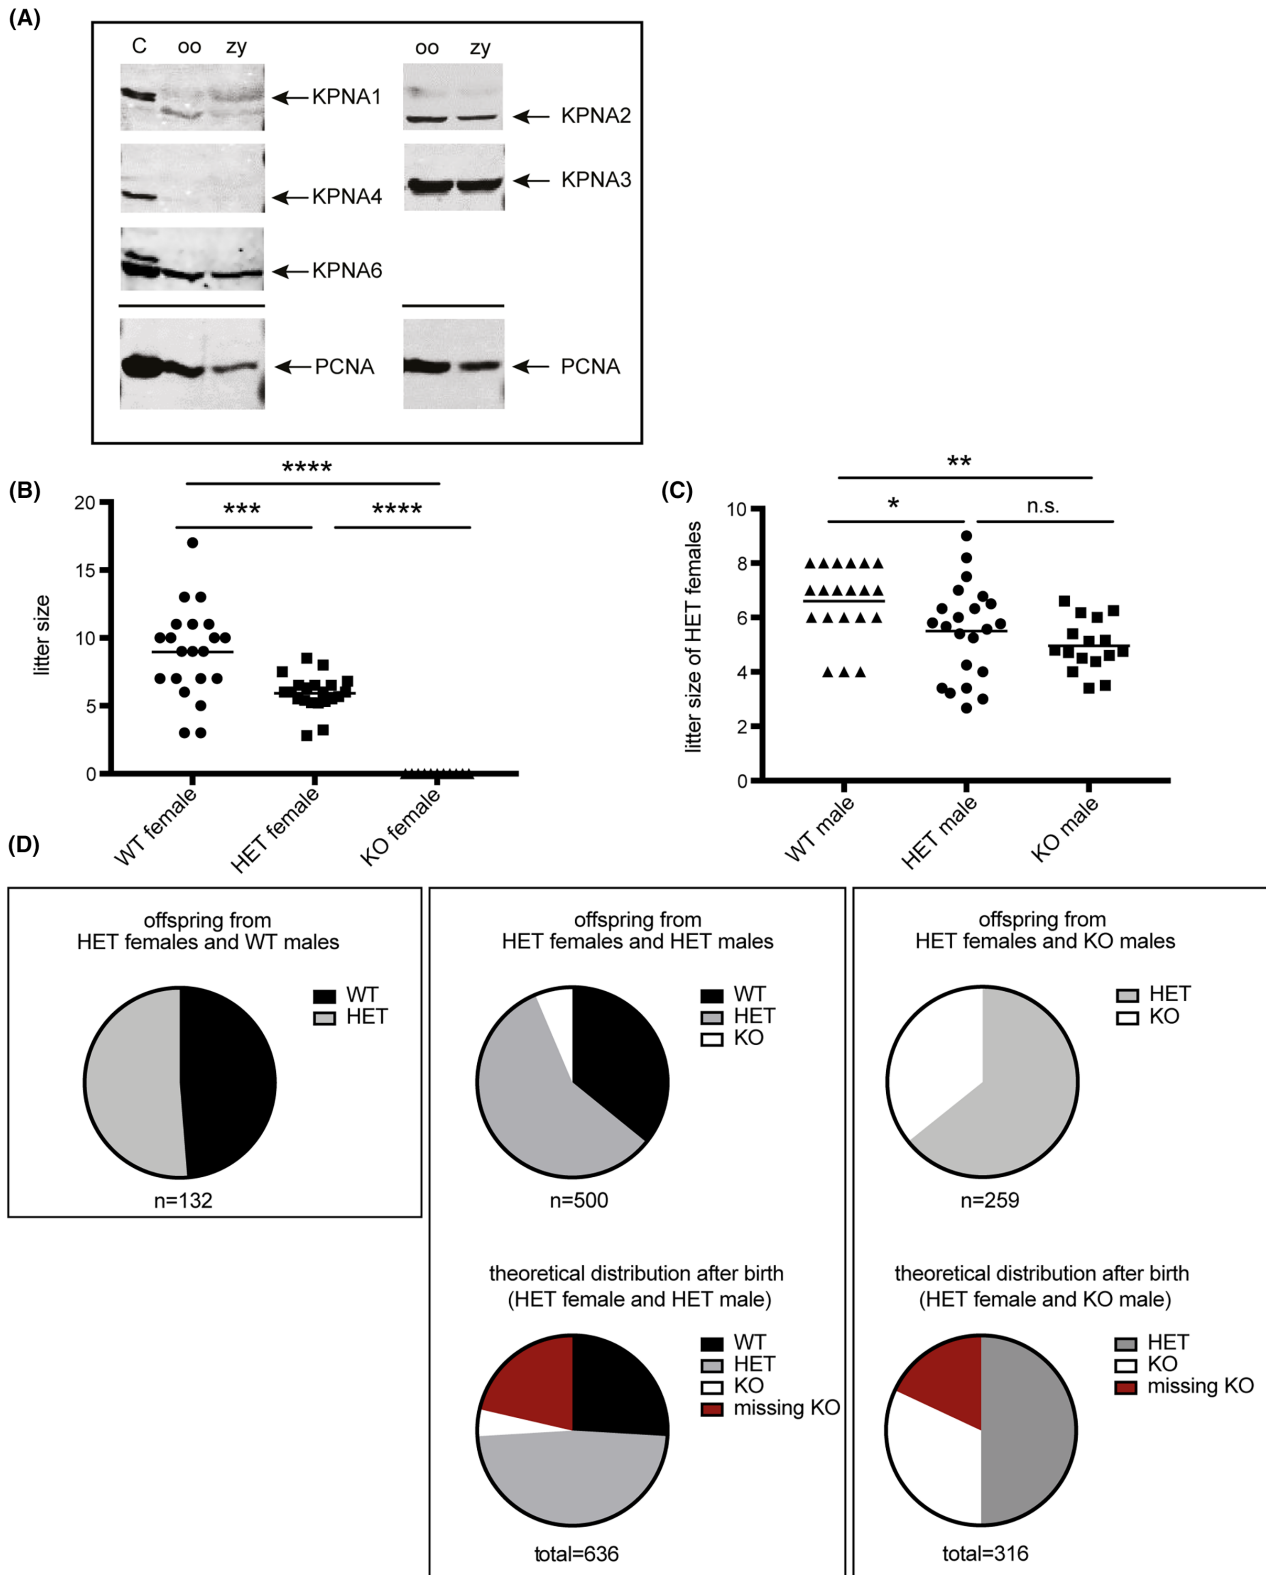 (A)
C oo zy
oo zy
KPNA1
KPNA2
KPNA4
KPNA3
KPNA6
PCNA
PCNA
(B)
****
***
****
litter size
20
15
10
5
0
WT female
HET female
KO female
(C)
**
*
n.s.
litter size of HET females
10
8
6
4
2
0
WT male
HET male
KO male
(D)
offspring from
HET females and WT males
WT
HET
n=132
offspring from
HET females and HET males
WT
HET
KO
n=500
theoretical distribution after birth
(HET female and HET male)
WT
HET
KO
missing KO
total=636
offspring from
HET females and KO males
HET
KO
n=259
theoretical distribution after birth
(HET female and KO male)
HET
KO
missing KO
total=316